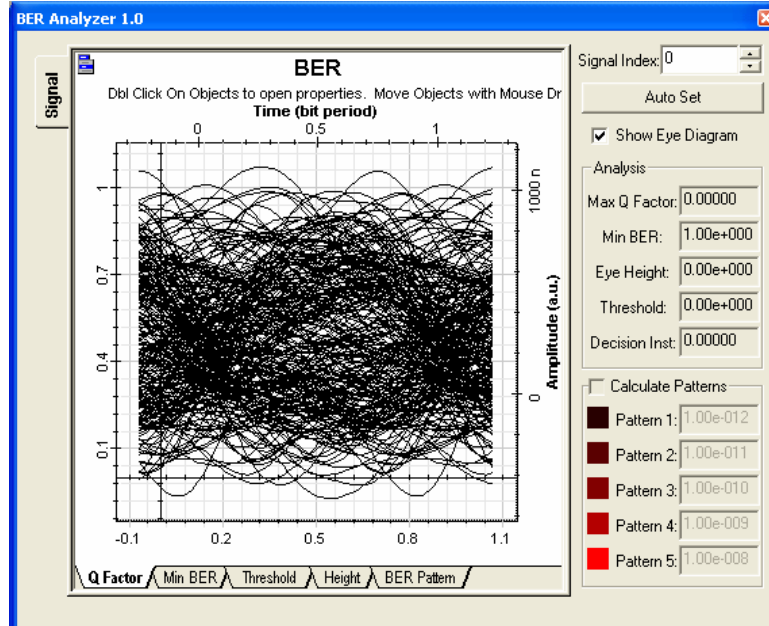 BER Analyzer 1.0
Signal
BER
Dbl Click On Objects to open properties. Move Objects with Mouse Dr
Time (bit period)
0 0.5 1
1
0.7
0.4
0.1
1000 n
0
Amplitude (a.u.)
-0.1 0.2 0.5 0.8 1.1
Q Factor Min BER Threshold Height BER Pattern
Signal Index: 0
Auto Set
Show Eye Diagram
Analysis
Max Q Factor: 0.00000
Min BER: 1.00e+000
Eye Height: 0.00e+000
Threshold: 0.00e+000
Decision Inst: 0.00000
Calculate Patterns
Pattern 1: 1.00e-012
Pattern 2: 1.00e-011
Pattern 3: 1.00e-010
Pattern 4: 1.00e-009
Pattern 5: 1.00e-008